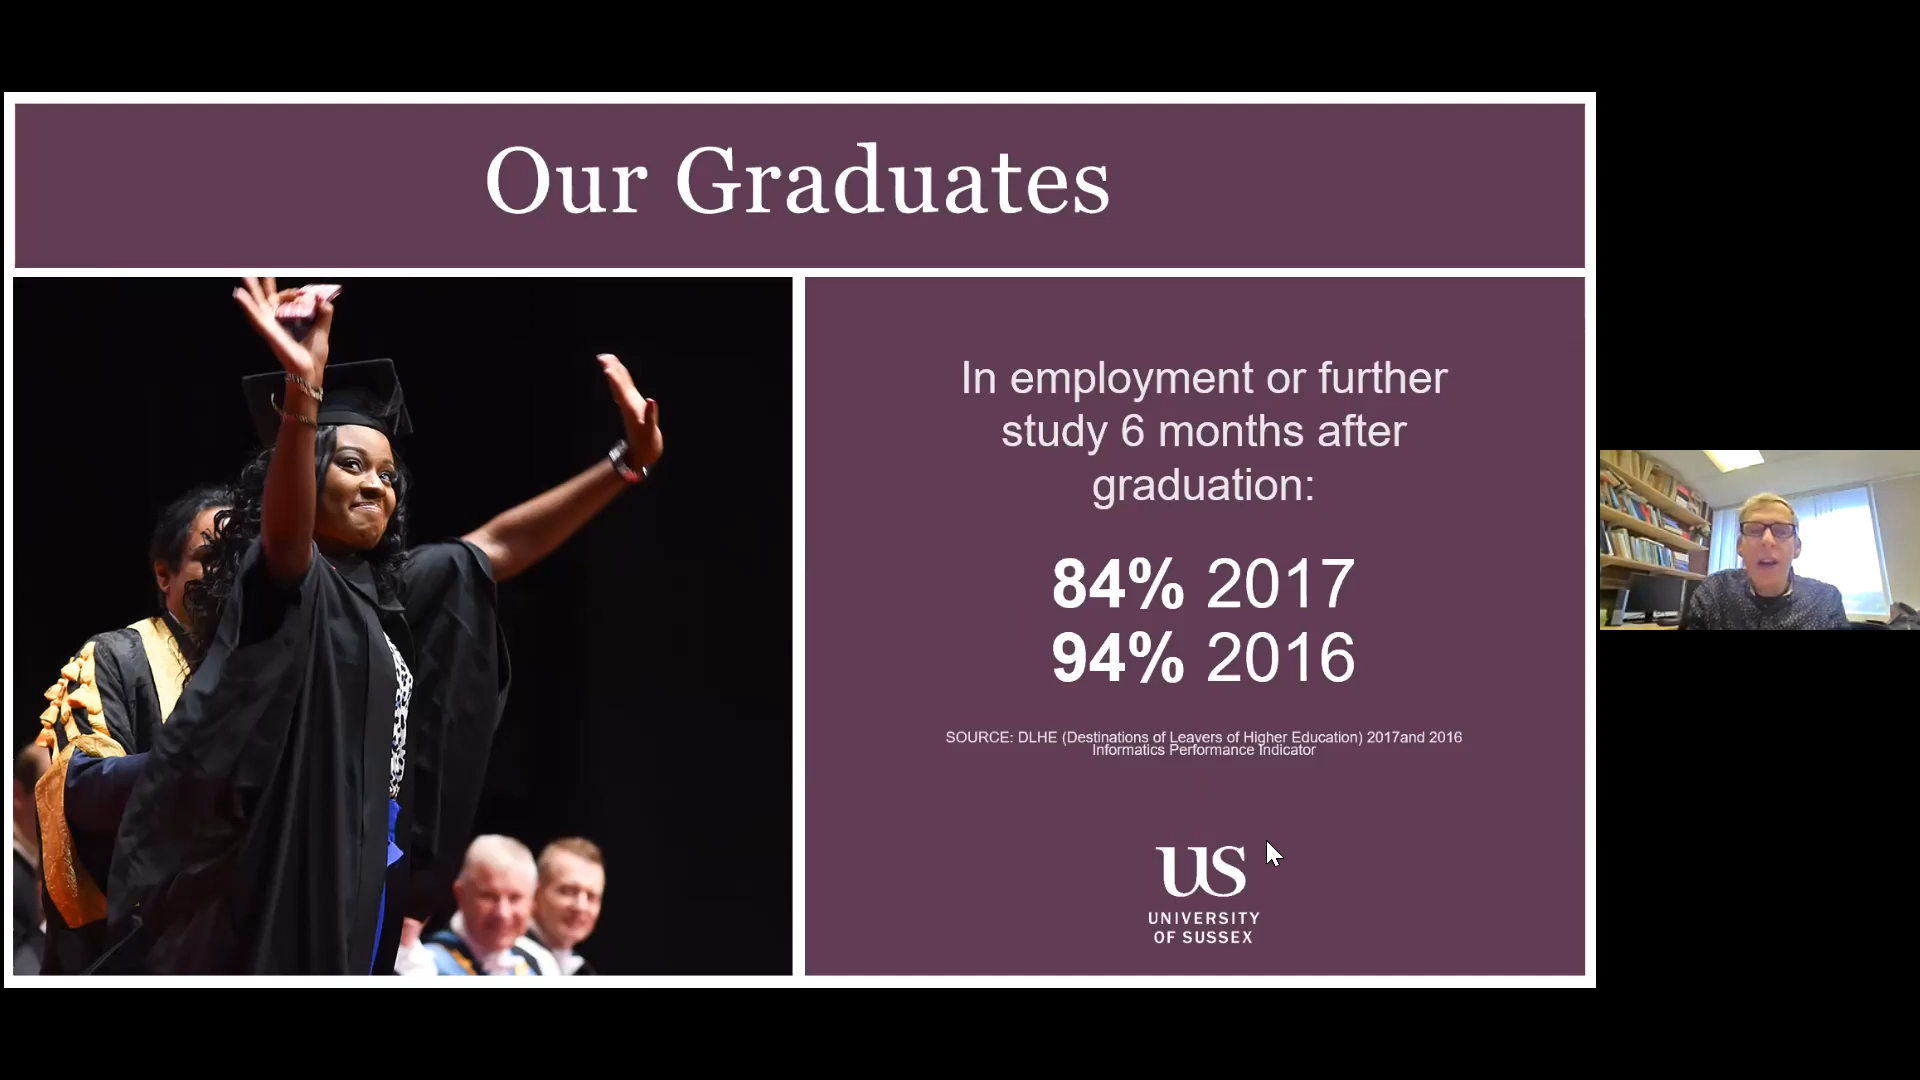 Our Graduates
In employment or further
study 6 months after
graduation:
84% 2017
94% 2016
SOURCE: DLHE (Destinations of Leavers of Higher Education) 2017and 2016
Informatics Performance Indicator
US
UNIVERSITY
OF SUSSEX